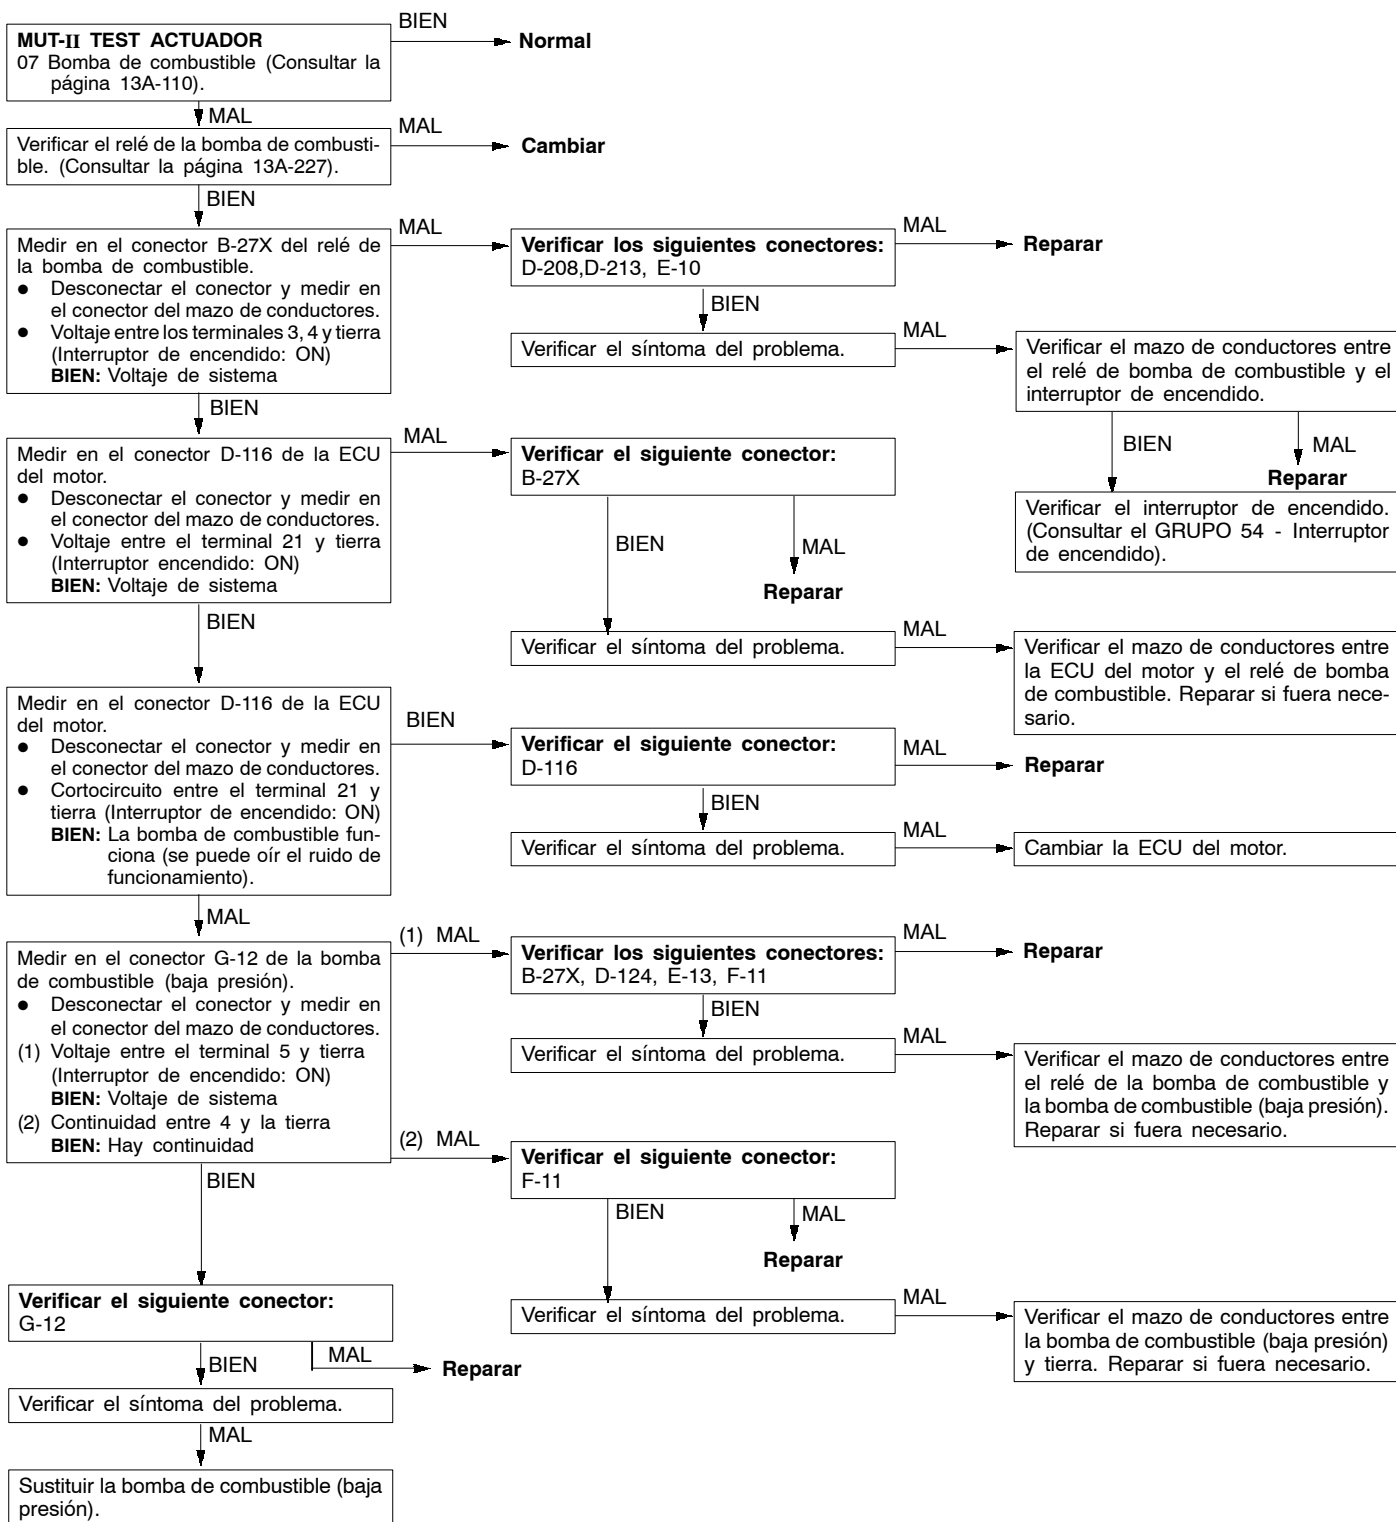 MUT-II TEST ACTUADOR
07 Bomba de combustible (Consultar la
página 13A-110).
BIEN
Normal
MAL
Verificar el relé de la bomba de combusti-
ble. (Consultar la página 13A-227).
MAL
Cambiar
BIEN
Medir en el conector B-27X del relé de
la bomba de combustible.
● Desconectar el conector y medir en
el conector del mazo de conductores.
● Voltaje entre los terminales 3, 4 y tierra
(Interruptor de encendido: ON)
BIEN: Voltaje de sistema
MAL
Verificar los siguientes conectores:
D-208,D-213, E-10
MAL
Reparar
BIEN
Verificar el síntoma del problema.
MAL
Verificar el mazo de conductores entre
el relé de bomba de combustible y el
interruptor de encendido.
BIEN
MAL
Reparar
Verificar el interruptor de encendido.
(Consultar el GRUPO 54 - Interruptor
de encendido).
BIEN
Medir en el conector D-116 de la ECU
del motor.
● Desconectar el conector y medir en
el conector del mazo de conductores.
● Voltaje entre el terminal 21 y tierra
(Interruptor encendido: ON)
BIEN: Voltaje de sistema
MAL
Verificar el siguiente conector:
B-27X
BIEN
MAL
Reparar
Verificar el síntoma del problema.
MAL
Verificar el mazo de conductores entre
la ECU del motor y el relé de bomba
de combustible. Reparar si fuera nece-
sario.
BIEN
Medir en el conector D-116 de la ECU
del motor.
● Desconectar el conector y medir en
el conector del mazo de conductores.
● Cortocircuito entre el terminal 21 y
tierra (Interruptor de encendido: ON)
BIEN: La bomba de combustible fun-
ciona (se puede oír el ruido de
funcionamiento).
BIEN
Verificar el siguiente conector:
D-116
MAL
Reparar
BIEN
Verificar el síntoma del problema.
MAL
Cambiar la ECU del motor.
MAL
Medir en el conector G-12 de la bomba
de combustible (baja presión).
● Desconectar el conector y medir en
el conector del mazo de conductores.
(1) Voltaje entre el terminal 5 y tierra
(Interruptor de encendido: ON)
BIEN: Voltaje de sistema
(2) Continuidad entre 4 y la tierra
BIEN: Hay continuidad
(1) MAL
Verificar los siguientes conectores:
B-27X, D-124, E-13, F-11
MAL
Reparar
BIEN
Verificar el síntoma del problema.
MAL
Verificar el mazo de conductores entre
el relé de la bomba de combustible y
la bomba de combustible (baja presión).
Reparar si fuera necesario.
(2) MAL
Verificar el siguiente conector:
F-11
BIEN
MAL
Reparar
Verificar el síntoma del problema.
MAL
Verificar el mazo de conductores entre
la bomba de combustible (baja presión)
y tierra. Reparar si fuera necesario.
BIEN
Verificar el siguiente conector:
G-12
BIEN
MAL
Reparar
Verificar el síntoma del problema.
MAL
Sustituir la bomba de combustible (baja
presión).